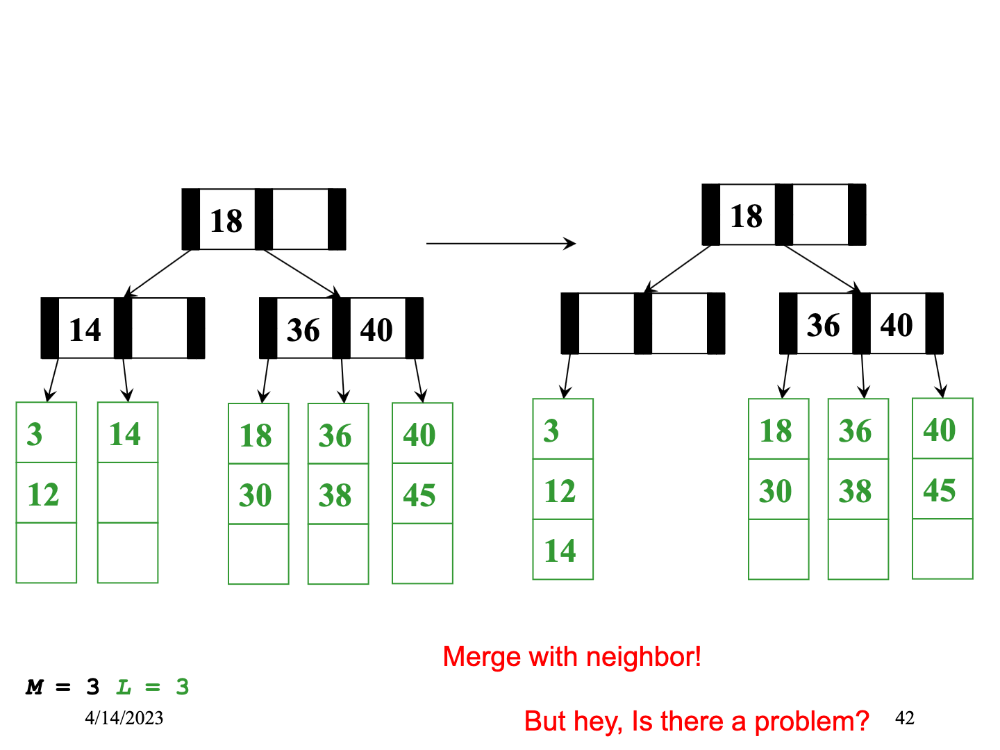 18
18
14
36 40
36 40
3 14 18 36 40
3 18 36 40
12 30 38 45
12 30 38 45
14
Merge with neighbor!
M = 3 L = 3
4/14/2023
But hey, Is there a problem?
42